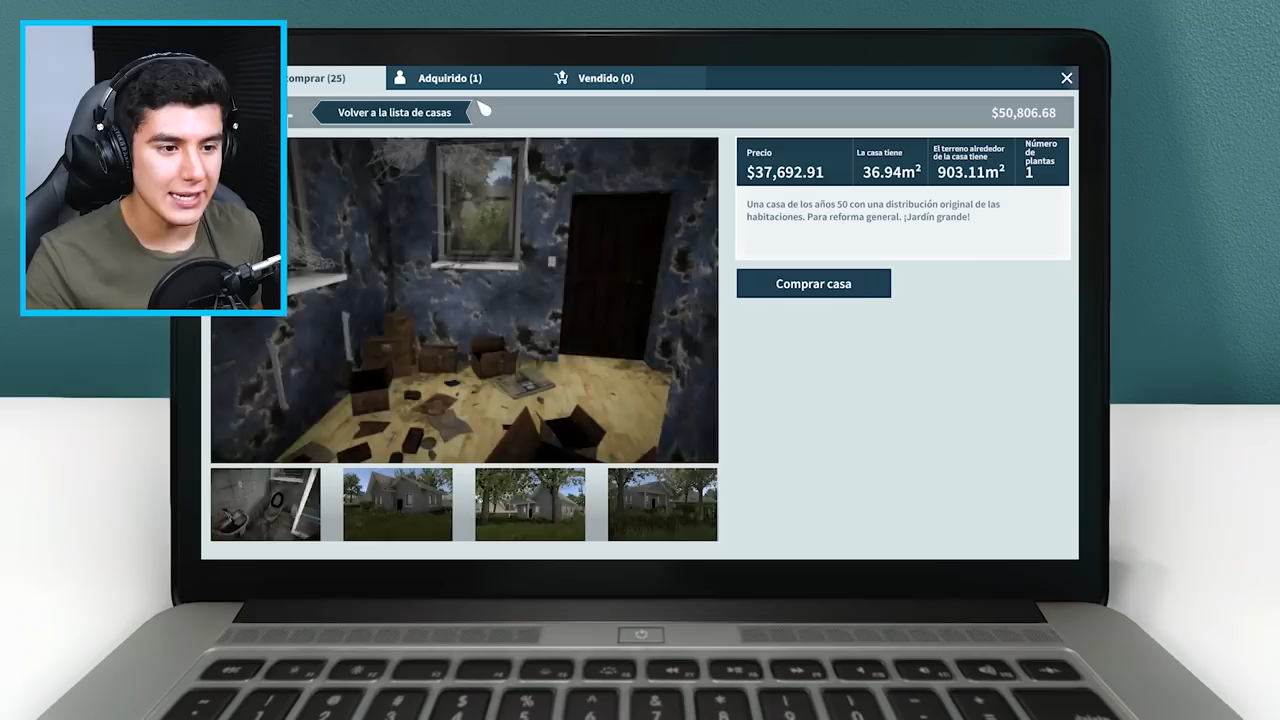 omprar (25)
Adquirido (1)
Vendido (0)
Volver a la lista de casas
$50,806.68
Precio
$37,692.91
La casa tiene
36.94m²
El terreno alrededor
de la casa tiene
903.11m²
Número
de
plantas
1
Una casa de los años 50 con una distribución original de las
habitaciones. Para reforma general. ¡Jardín grande!
Comprar casa